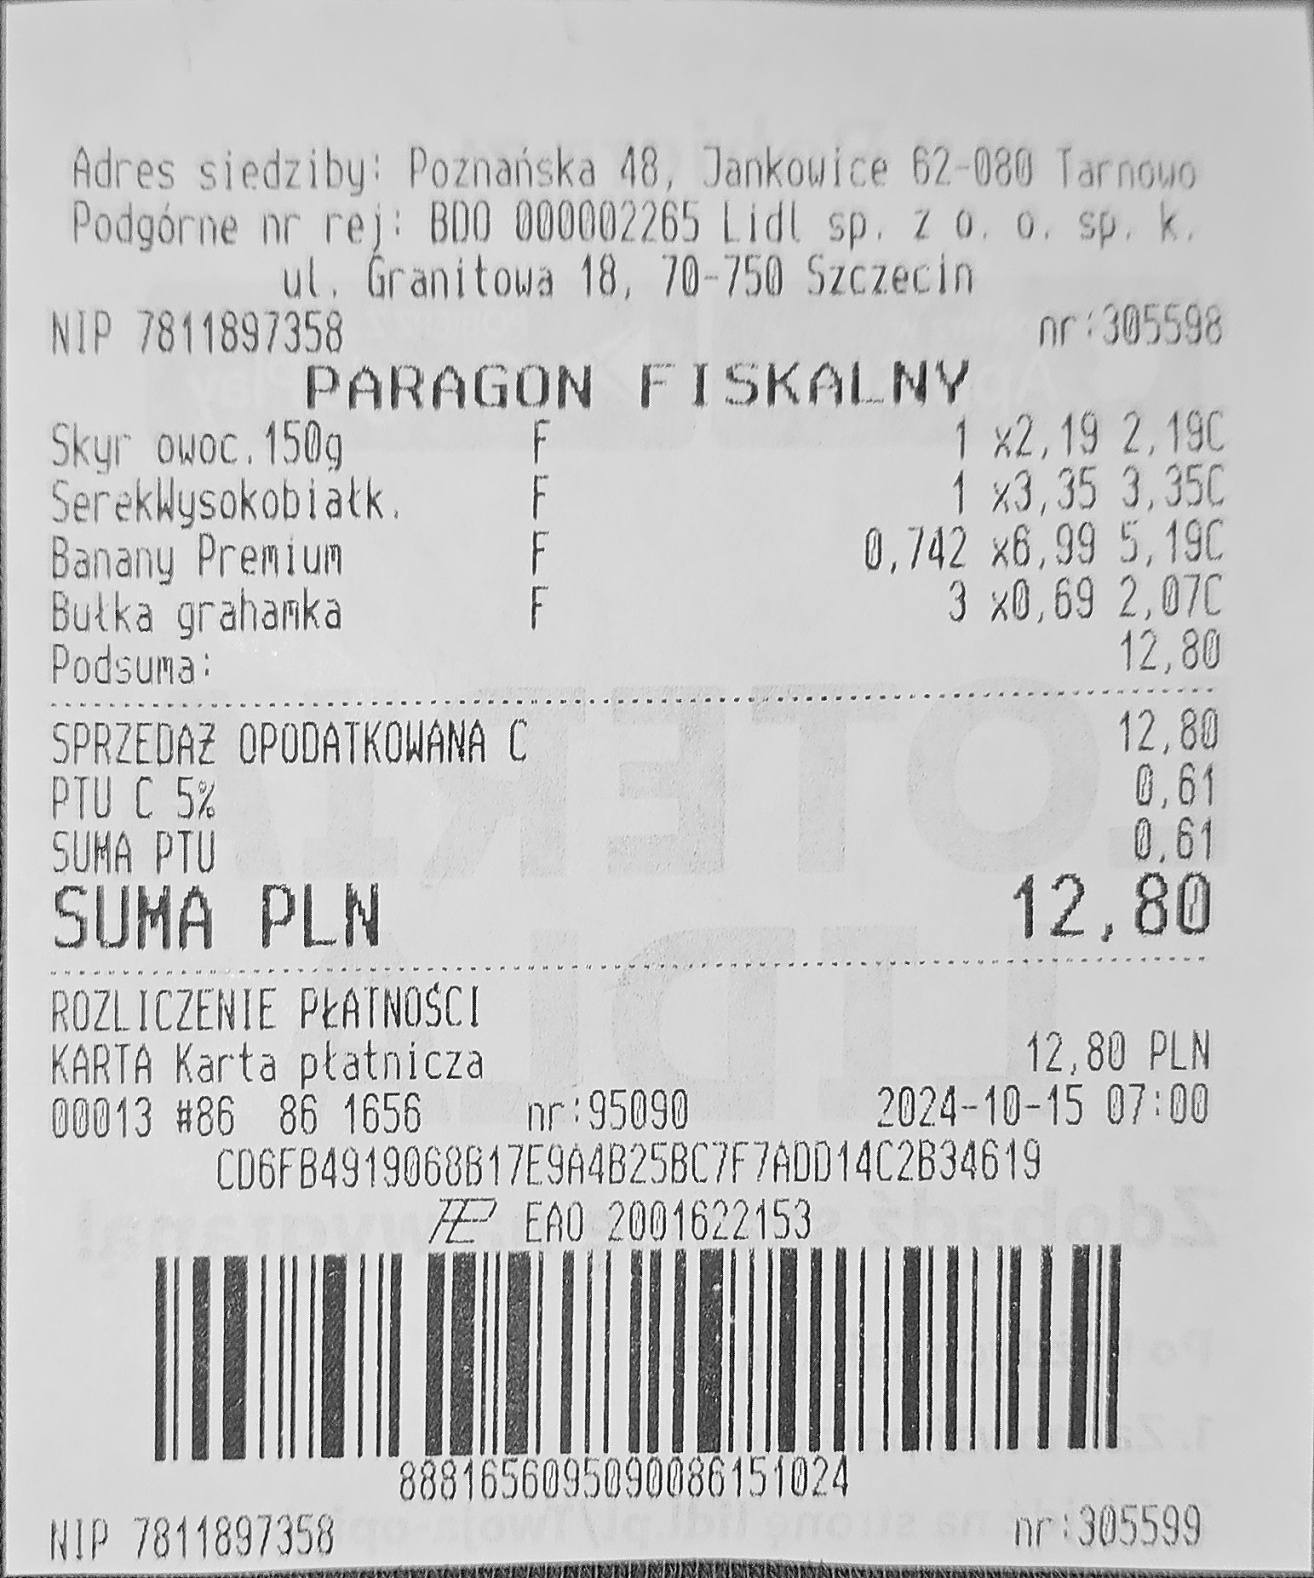 Adres siedziby: Poznańska 48, Jankowice 62-080 Tarnowo
Podgórne nr rej: BDO 000002265 Lidl sp. z o. o. sp. k.
ul. Granitowa 18, 70-750 Szczecin
NIP 7811897358 nr:305598
PARAGON FISKALNY
Skyr owoc.150g F 1 x2,19 2,19C
SerekWysokobiałk. F 1 x3,35 3,35C
Banany Premium F 0,742 x6,99 5,19C
Bułka grahamka F 3 x0,69 2,07C
Podsuma: 12,80
SPRZEDAŻ OPODATKOWANA C 12,80
PTU C 5% 0,61
SUMA PTU 0,61
SUMA PLN 12,80
ROZLICZENIE PŁATNOŚCI
KARTA Karta płatnicza 12,80 PLN
00013 #86 86 1656 nr:95090 2024-10-15 07:00
CD6FB4919068B17E9A4B25BC7F7ADD14C2B34619
EAO 2001622153
8881656095090086151024
NIP 7811897358 nr:305599